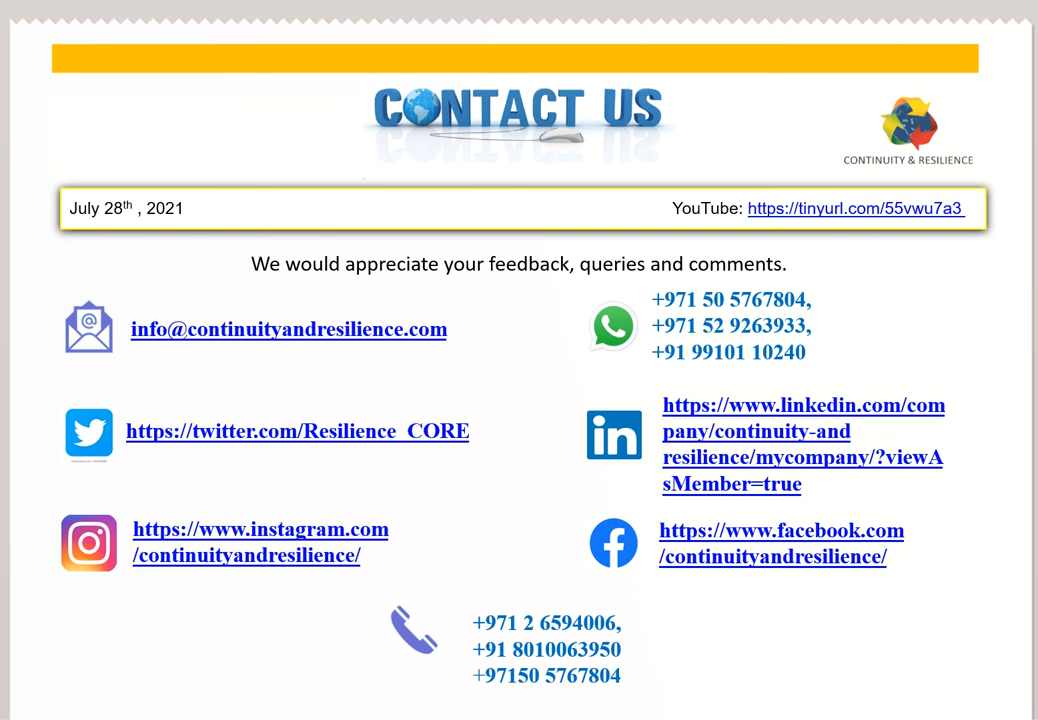 CONTACT US
CONTINUITY & RESILIENCE
July 28th , 2021
YouTube: https://tinyurl.com/55vwu7a3
We would appreciate your feedback, queries and comments.
info@continuityandresilience.com
+971 50 5767804,
+971 52 9263933,
+91 99101 10240
https://twitter.com/Resilience_CORE
https://www.linkedin.com/com
pany/continuity-and
resilience/mycompany/?viewA
sMember=true
https://www.instagram.com
/continuityandresilience/
https://www.facebook.com
/continuityandresilience/
+971 2 6594006,
+91 8010063950
+97150 5767804